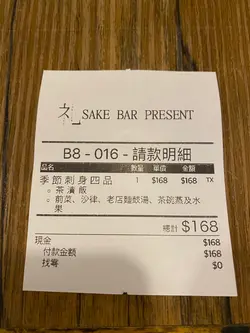 礼 SAKE BAR PRESENT
B8 - 016 - 請款明細
品名 數量 單價 金額
季節刺身四品 1 $168 $168 TX
○ 茶漬飯
○ 前菜、沙律、老店麵豉湯、茶碗蒸及水
果
總計 $168
現金 $168
付款金額 $168
找零 $0